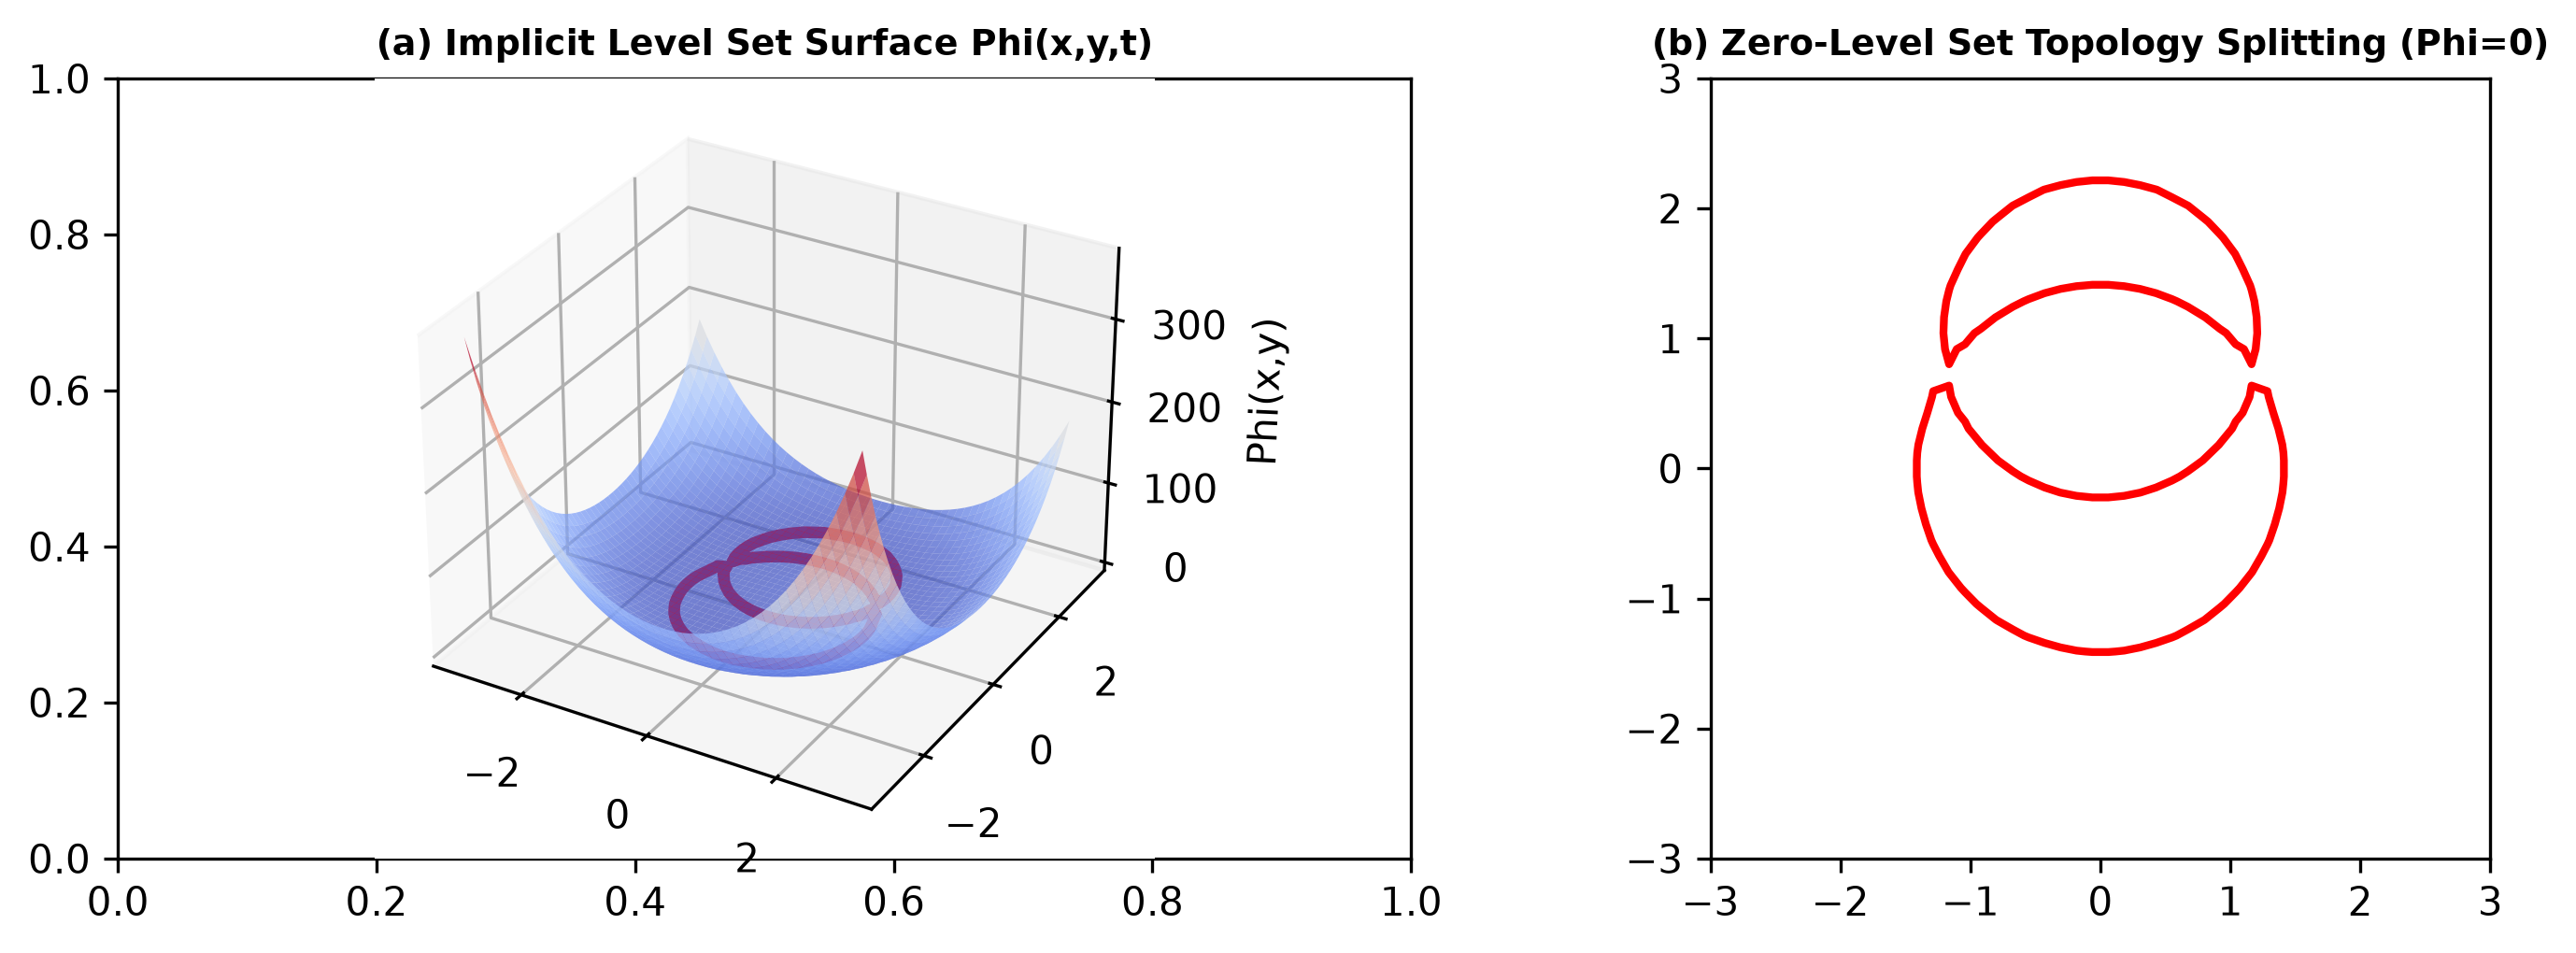 (a) Implicit Level Set Surface Phi(x,y,t)
1.0
0.8
0.6
0.4
0.2
0.0
0.0 0.2 0.4 0.6 0.8 1.0
−2 0 2
−2 0 2
300
200
100
0
Phi(x,y)
(b) Zero-Level Set Topology Splitting (Phi=0)
3
2
1
0
−1
−2
−3
−3 −2 −1 0 1 2 3